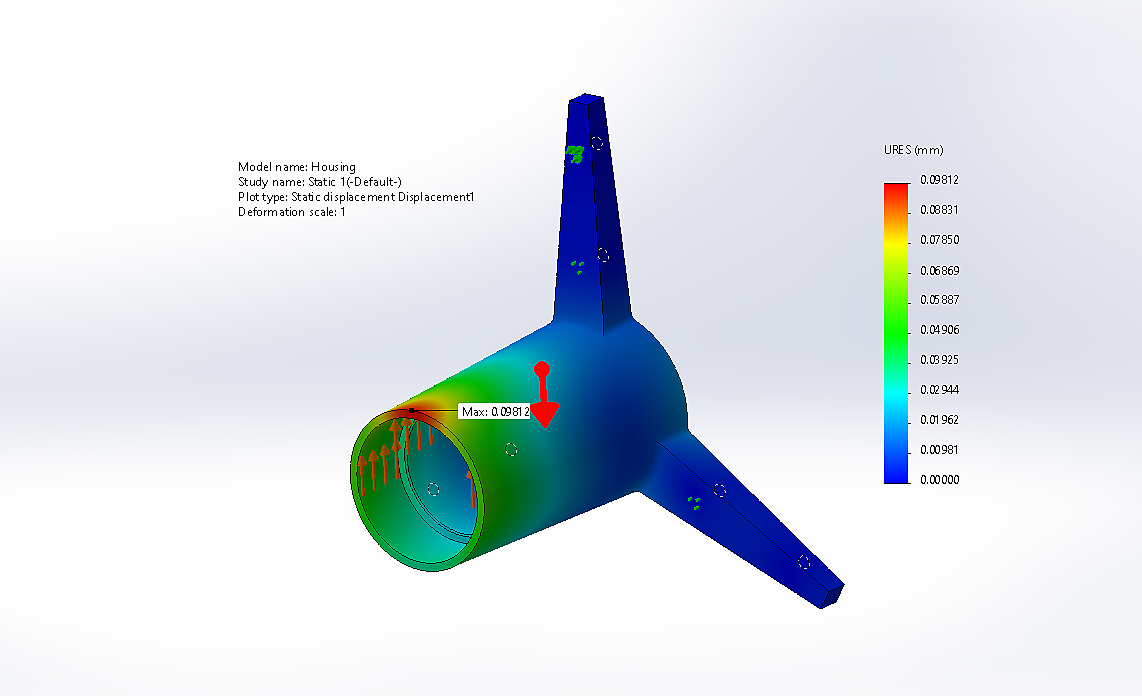 Model name: Housing
Study name: Static 1(-Default-)
Plot type: Static displacement Displacement1
Deformation scale: 1
URES (mm)
0.09812
0.08831
0.07850
0.06869
0.05887
0.04906
0.03925
0.02944
0.01962
0.00981
0.00000
Max: 0.09812